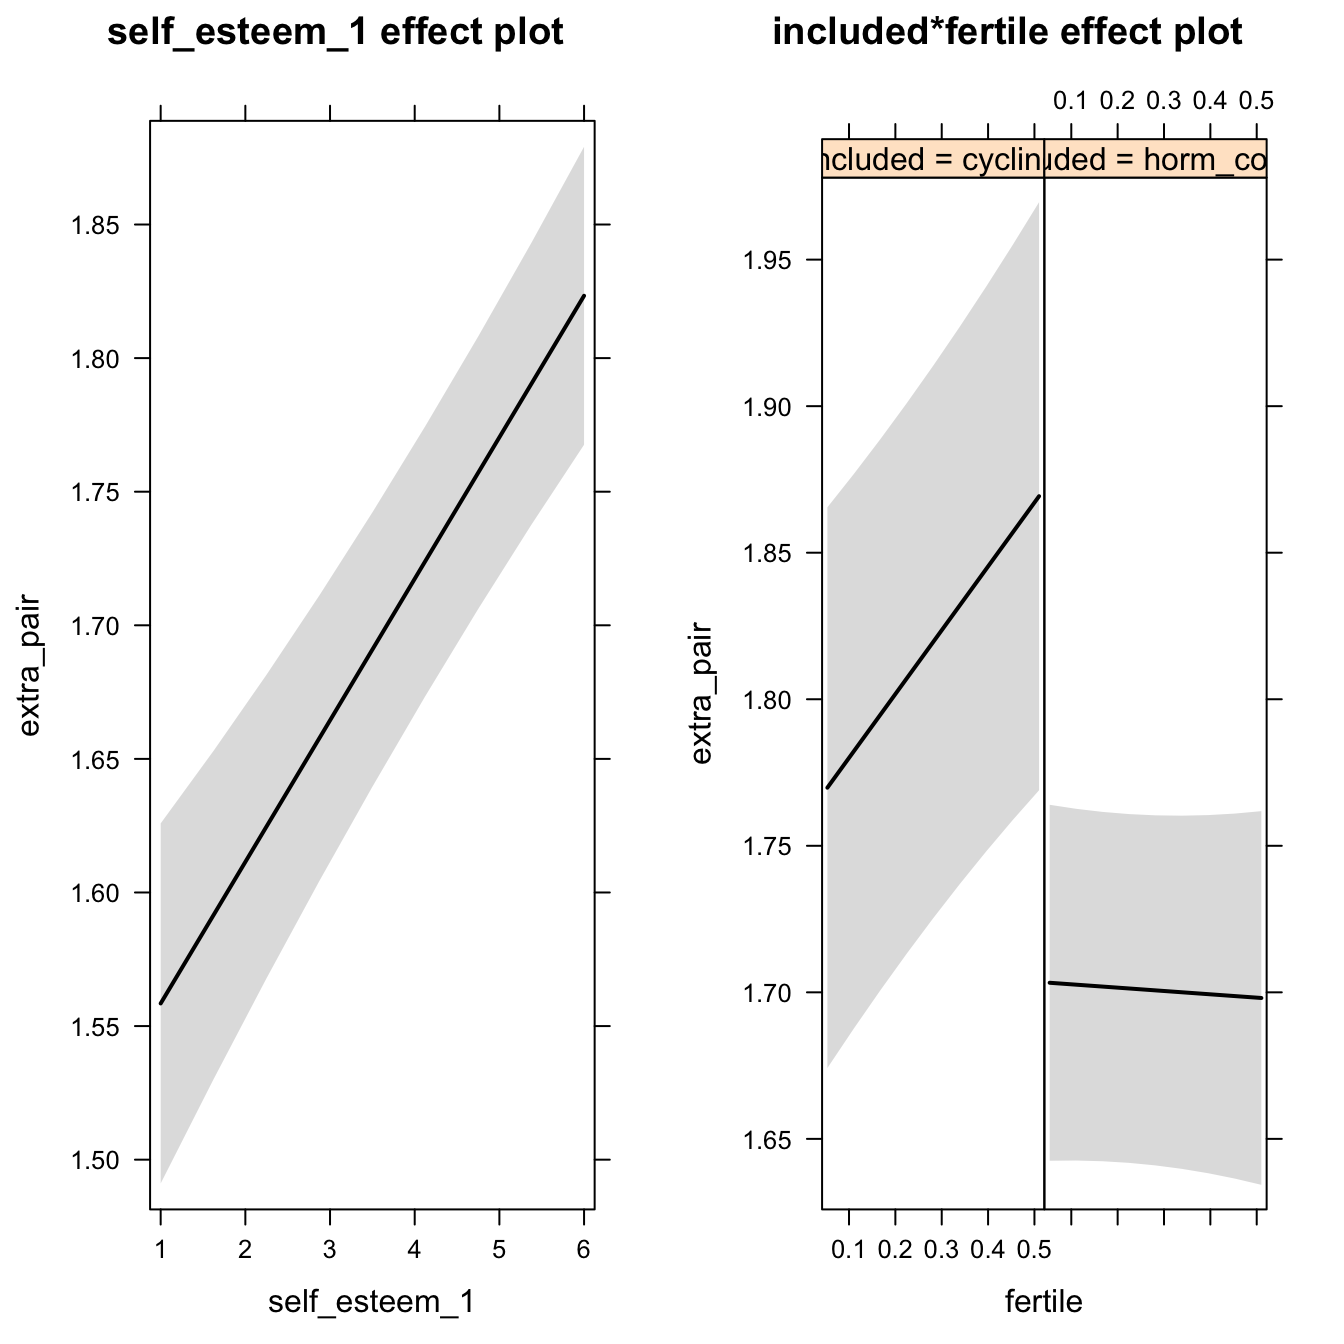 self_esteem_1 effect plot
1.85
1.80
1.75
1.70
1.65
1.60
1.55
1.50
extra_pair
1 2 3 4 5 6
self_esteem_1
included*fertile effect plot
0.1 0.2 0.3 0.4 0.5
ncluded = cyclin
uded = horm_co
1.95
1.90
1.85
1.80
1.75
1.70
1.65
extra_pair
0.1 0.2 0.3 0.4 0.5
fertile